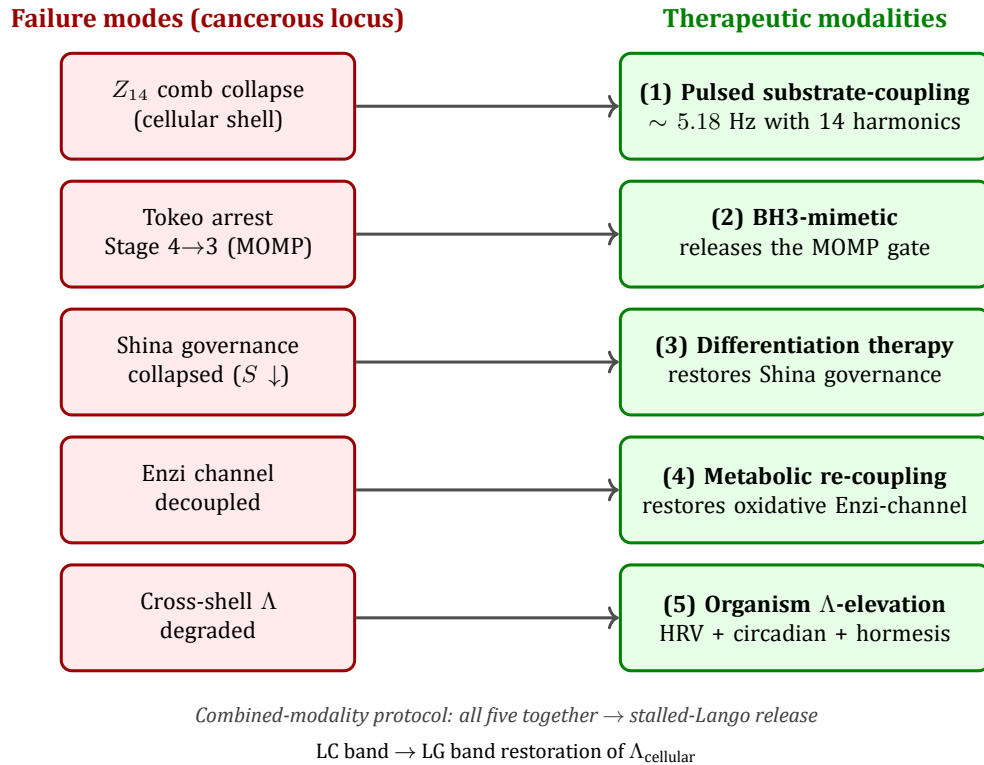 Failure modes (cancerous locus)
Therapeutic modalities
Z₁₄ comb collapse
(cellular shell)
(1) Pulsed substrate-coupling
∼ 5.18 Hz with 14 harmonics
Tokeo arrest
Stage 4→3 (MOMP)
(2) BH3-mimetic
releases the MOMP gate
Shina governance
collapsed (S ↓)
(3) Differentiation therapy
restores Shina governance
Enzi channel
decoupled
(4) Metabolic re-coupling
restores oxidative Enzi-channel
Cross-shell Λ
degraded
(5) Organism Λ-elevation
HRV + circadian + hormesis
Combined-modality protocol: all five together → stalled-Lango release
LC band → LG band restoration of Λcellular